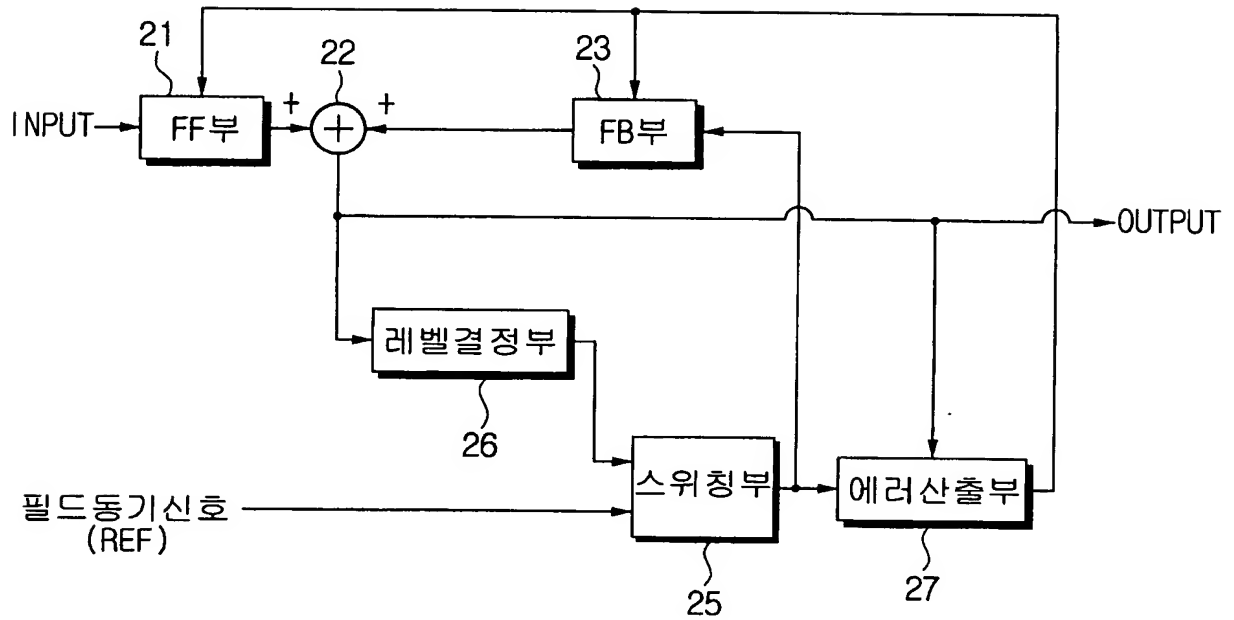 21
22
23
+
+
INPUT
FF부
+
FB부
OUTPUT
레벨결정부
26
스위칭부
에러산출부
필드동기신호
(REF)
25
27